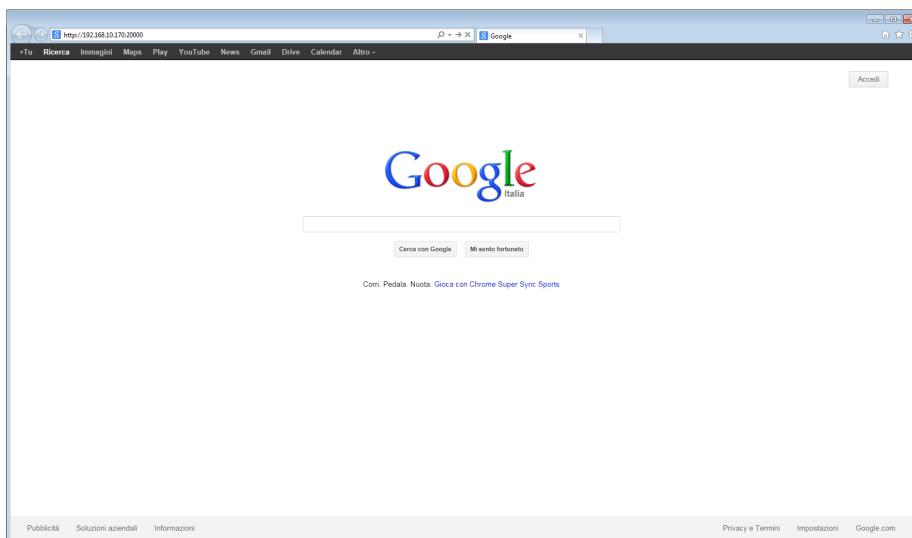 http://192.168.10.170:20000
Google
+Tu Ricerca Immagini Maps Play YouTube News Gmail Drive Calendar Altro
Accedi
Google
Italia
Cerca con Google Mi sento fortunato
Corri. Pedala. Nuota. Gioca con Chrome Super Sync Sports
Pubblicità Soluzioni aziendali Informazioni Privacy e Termini Impostazioni Google.com